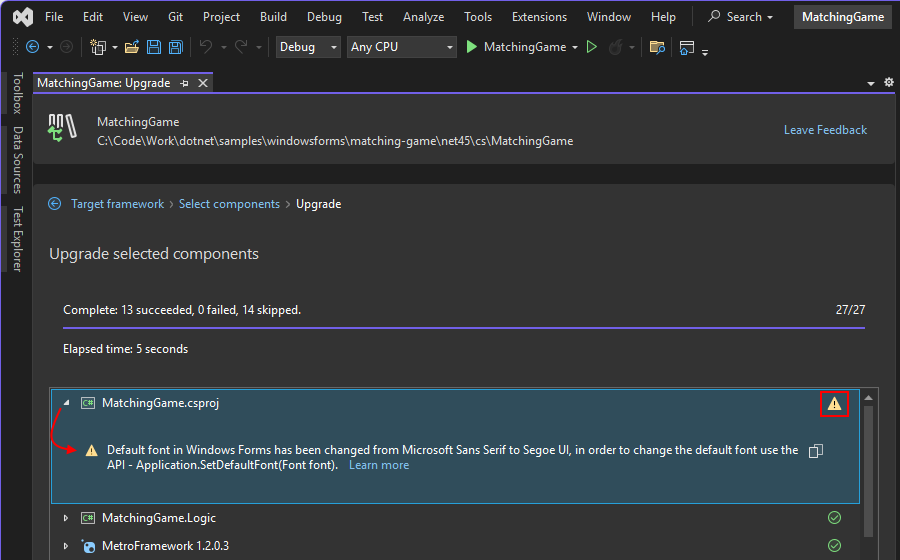 File Edit View Git Project Build Debug Test Analyze Tools Extensions Window Help Search MatchingGame
Debug Any CPU MatchingGame
Toolbox
Data Sources
Test Explorer
MatchingGame: Upgrade
MatchingGame
C:\Code\Work\dotnet\samples\windowsforms\matching-game\net45\cs\MatchingGame
Leave Feedback
Target framework > Select components > Upgrade
Upgrade selected components
Complete: 13 succeeded, 0 failed, 14 skipped. 27/27
Elapsed time: 5 seconds
C# MatchingGame.csproj
Default font in Windows Forms has been changed from Microsoft Sans Serif to Segoe UI, in order to change the default font use the
API - Application.SetDefaultFont(Font font). Learn more
C# MatchingGame.Logic
MetroFramework 1.2.0.3